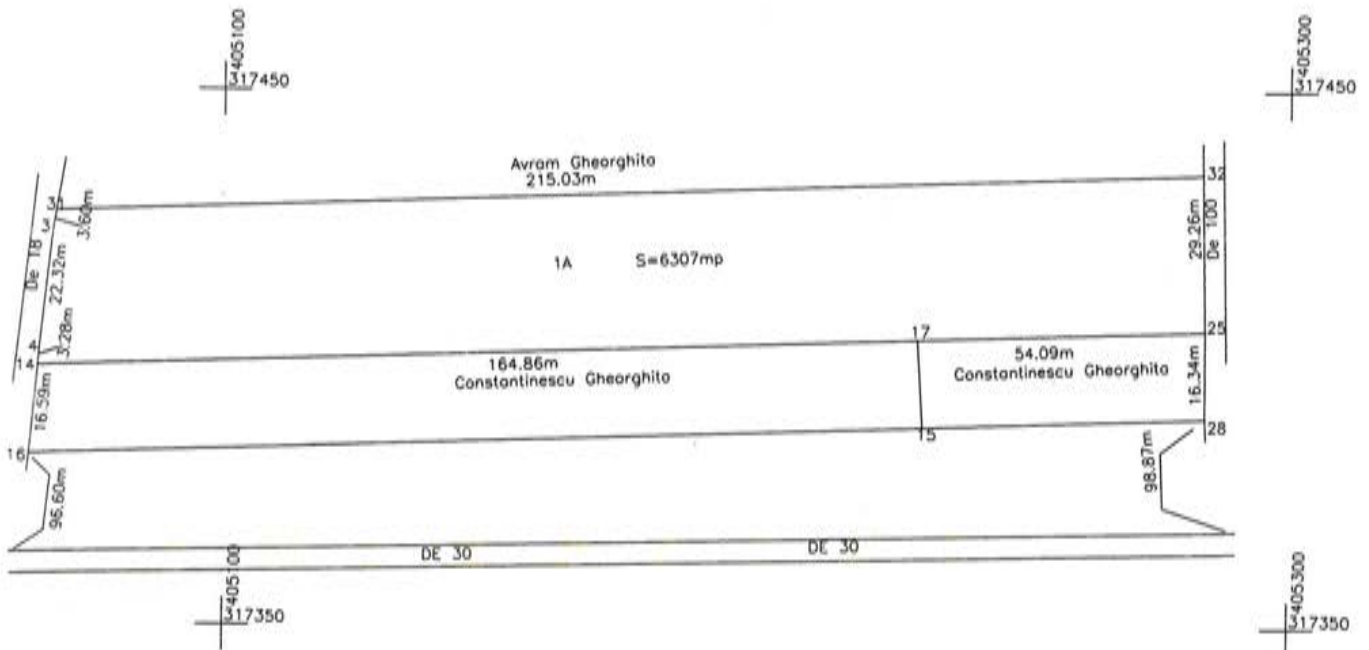 405100
317450
405300
317450
Avram Gheorghita
215.03m
32
3
3.60m
De 18
22.32m
29.26m
De 100
1A S=6307mp
4
3.28m
14
17
25
164.86m
Constantinescu Gheorghita
54.09m
Constantinescu Gheorghita
16.59m
16.34m
16
15
28
96.60m
98.87m
DE 30
DE 30
405100
317350
405300
317350